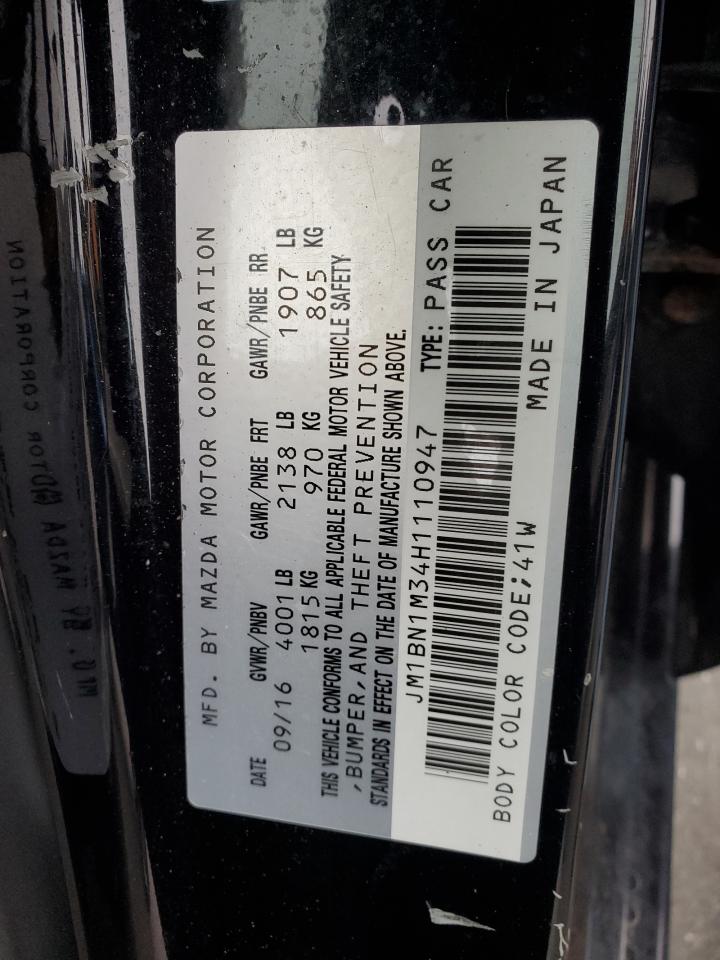 MFD. BY MAZDA MOTOR CORPORATION
DATE GVWR/PNBV GAWR/PNBE FRT GAWR/PNBE RR
09/16 4001 LB 2138 LB 1907 LB
1815 KG 970 KG 865 KG
THIS VEHICLE CONFORMS TO ALL APPLICABLE FEDERAL MOTOR VEHICLE SAFETY
,BUMPER,AND THEFT PREVENTION
STANDARDS IN EFFECT ON THE DATE OF MANUFACTURE SHOWN ABOVE.
JM1BN1M34H1110947 TYPE: PASS CAR
BODY COLOR CODE;41W MADE IN JAPAN